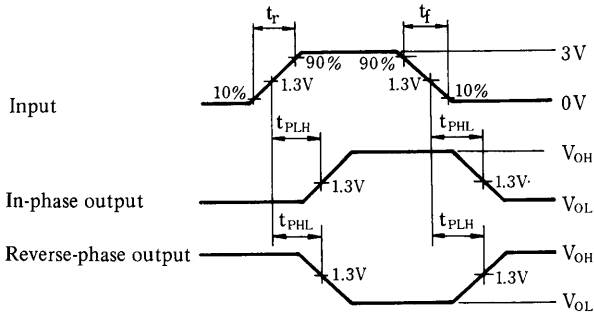 tr tf
90% 90% 3V
10% 1.3V 1.3V 10%
Input 0V
tPLH tPHL
VOH
1.3V 1.3V
In-phase output VOL
tPHL tPLH
Reverse-phase output VOH
1.3V 1.3V
VOL